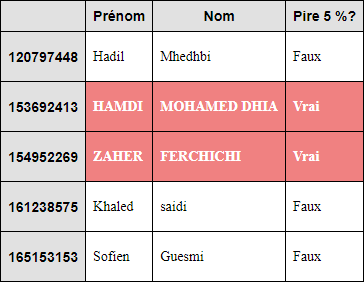 Prénom Nom Pire 5 %?
120797448 Hadil Mhedhbi Faux
153692413 HAMDI MOHAMED DHIA Vrai
154952269 ZAHER FERCHICHI Vrai
161238575 Khaled saidi Faux
165153153 Sofien Guesmi Faux